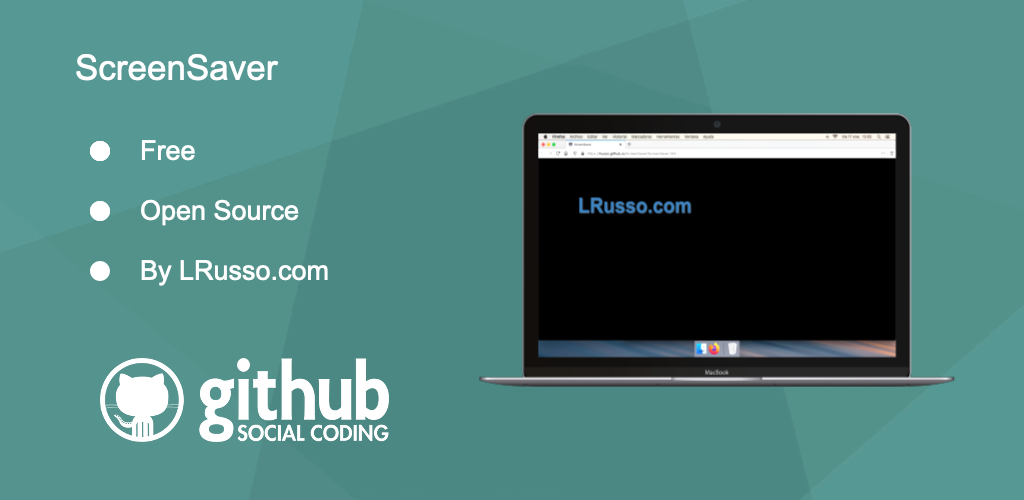 ScreenSaver
Free
Open Source
By LRusso.com
github
SOCIAL CODING
LRusso.com
MacBook